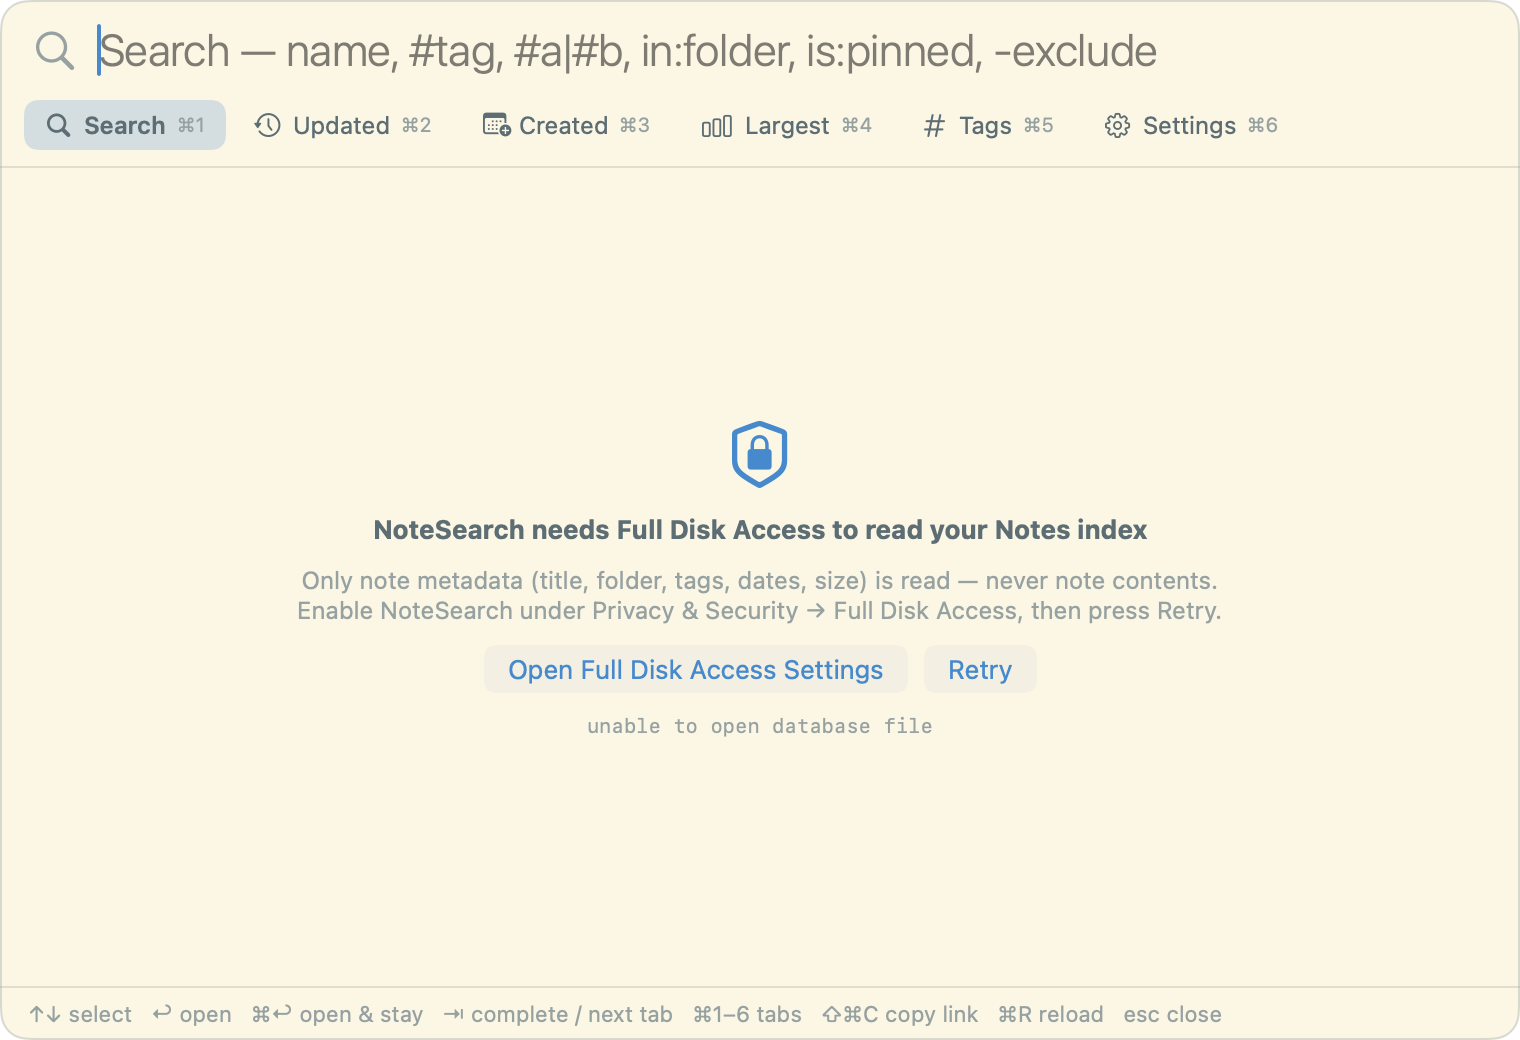 Search — name, #tag, #a|#b, in:folder, is:pinned, -exclude
Search ⌘1 Updated ⌘2 Created ⌘3 Largest ⌘4 # Tags ⌘5 Settings ⌘6
NoteSearch needs Full Disk Access to read your Notes index
Only note metadata (title, folder, tags, dates, size) is read — never note contents.
Enable NoteSearch under Privacy & Security → Full Disk Access, then press Retry.
Open Full Disk Access Settings Retry
unable to open database file
↑↓ select ↩ open ⌘↩ open & stay ⇥ complete / next tab ⌘1–6 tabs ⇧⌘C copy link ⌘R reload esc close